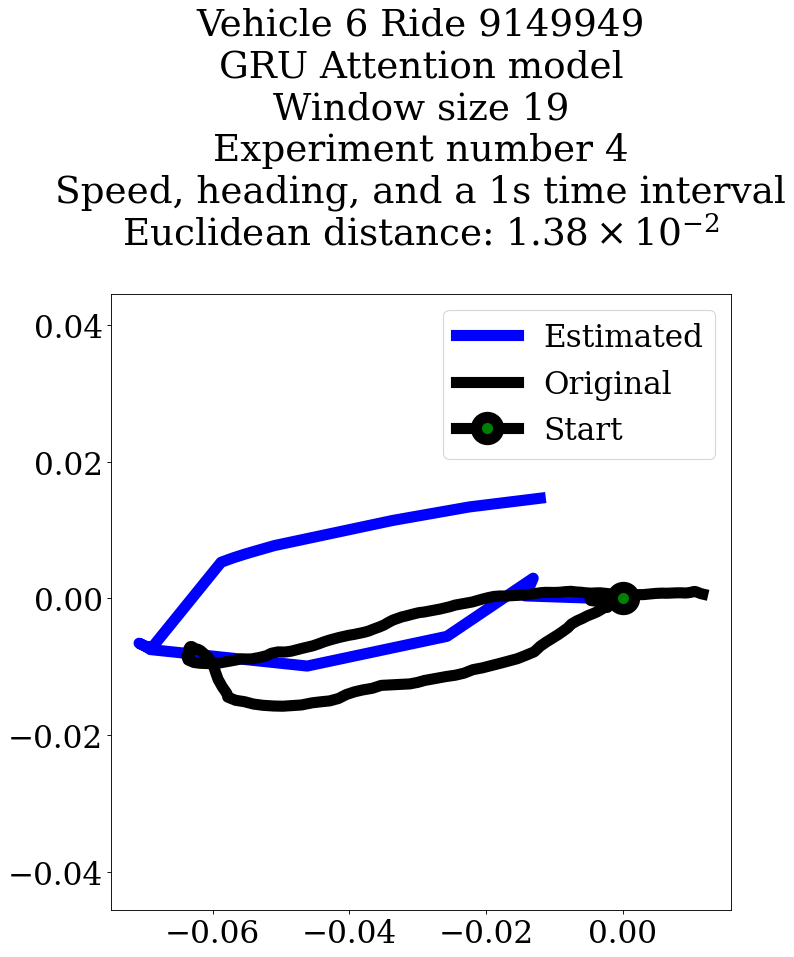 Vehicle 6 Ride 9149949
GRU Attention model
Window size 19
Experiment number 4
Speed, heading, and a 1s time interval
Euclidean distance: 1.38 × 10⁻²
Estimated
Original
Start
0.04
0.02
0.00
−0.02
−0.04
−0.06 −0.04 −0.02 0.00